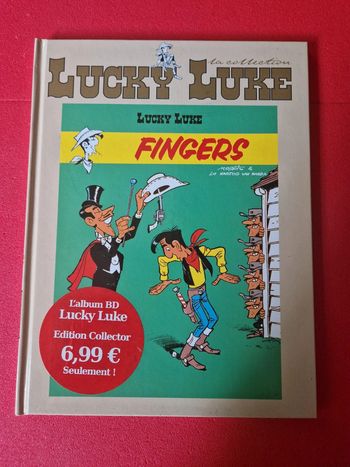 la collection
LUCKY LUKE
LUCKY LUKE
FINGERS
MORRIS &
LO HARTOG VAN BANDA
L'album BD
Lucky Luke
Edition Collector
6,99 €
Seulement !